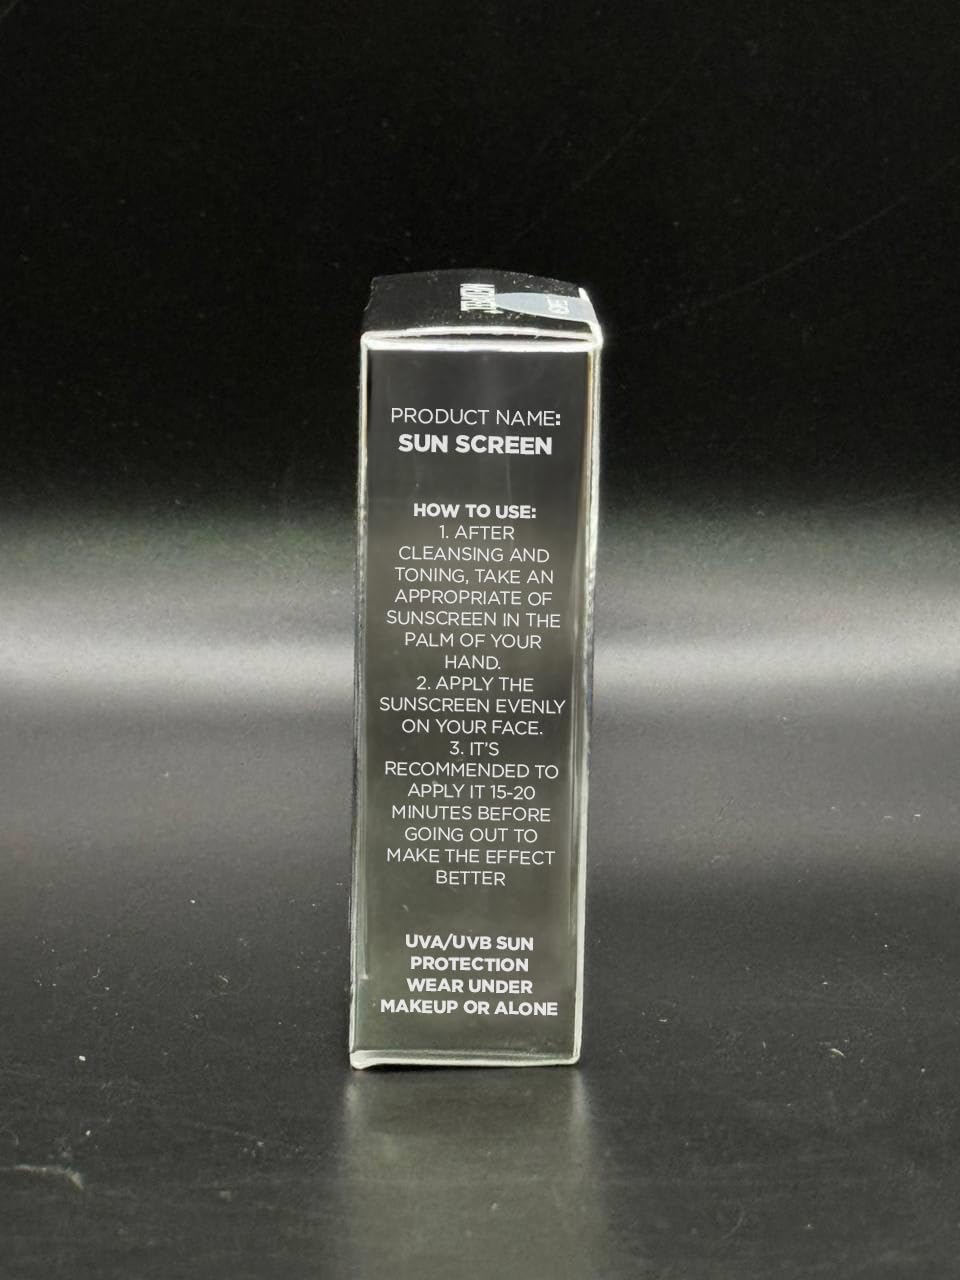 PRODUCT NAME:
SUN SCREEN
HOW TO USE:
1. AFTER
CLEANSING AND
TONING, TAKE AN
APPROPRIATE OF
SUNSCREEN IN THE
PALM OF YOUR
HAND.
2. APPLY THE
SUNSCREEN EVENLY
ON YOUR FACE.
3. IT'S
RECOMMENDED TO
APPLY IT 15-20
MINUTES BEFORE
GOING OUT TO
MAKE THE EFFECT
BETTER
UVA/UVB SUN
PROTECTION
WEAR UNDER
MAKEUP OR ALONE